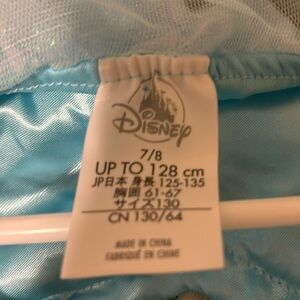 Disney
7/8
UP TO 128 cm
JP日本 身長 125-135
胸囲 61-67
サイズ130
CN 130/64
MADE IN CHINA
FABRIQUÉ EN CHINE